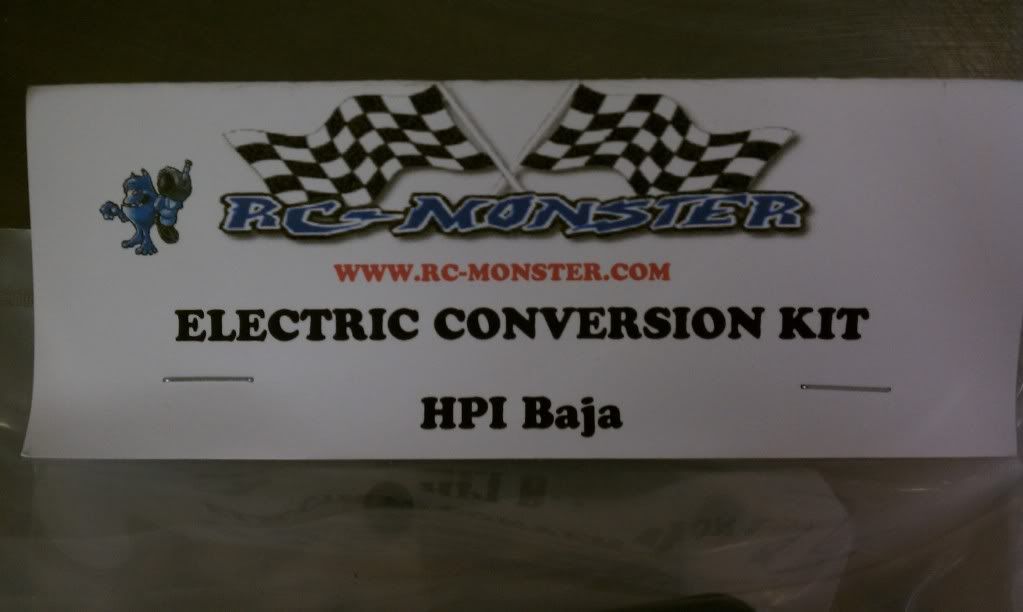 RC-MONSTER
WWW.RC-MONSTER.COM
ELECTRIC CONVERSION KIT
HPI Baja